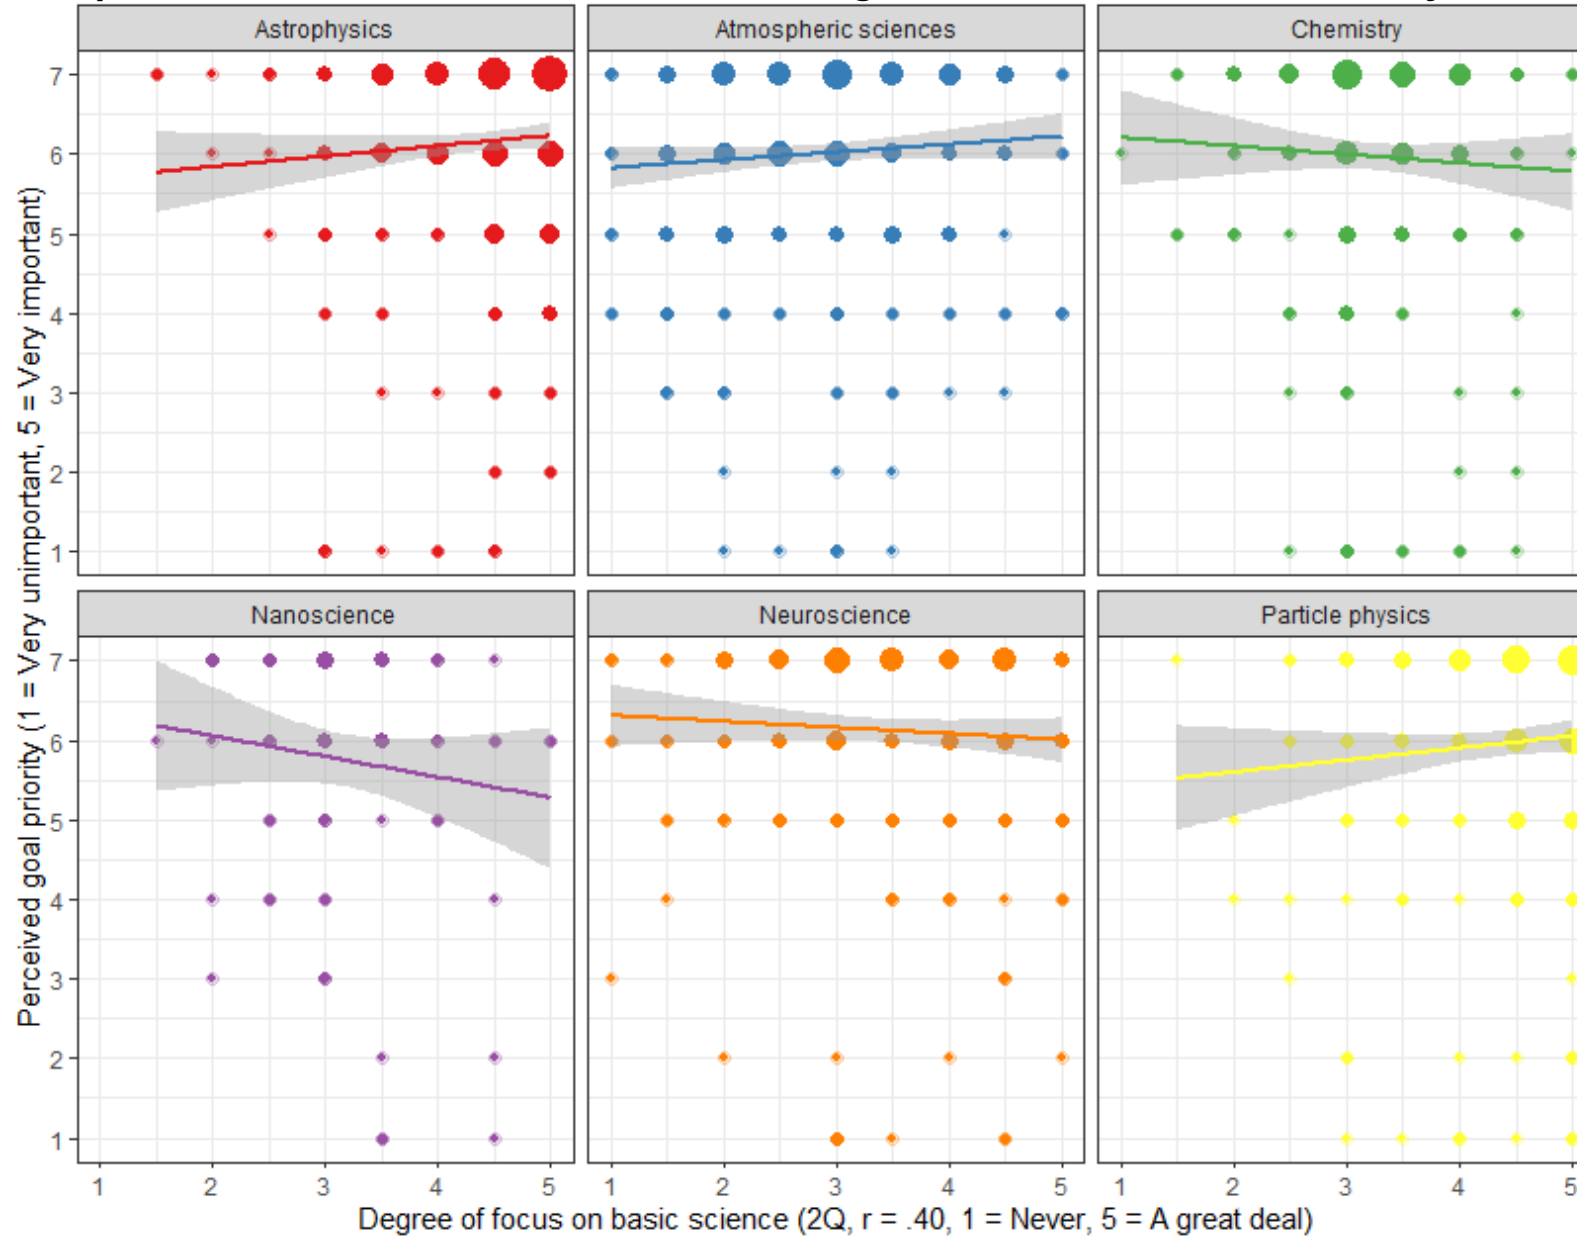 Astrophysics
Atmospheric sciences
Chemistry
7
6
5
4
3
2
1
Nanoscience
Neuroscience
Particle physics
7
6
5
4
3
2
1
1 2 3 4 5
1 2 3 4 5
1 2 3 4 5
Perceived goal priority (1 = Very unimportant, 5 = Very important)
Degree of focus on basic science (2Q, r = .40, 1 = Never, 5 = A great deal)